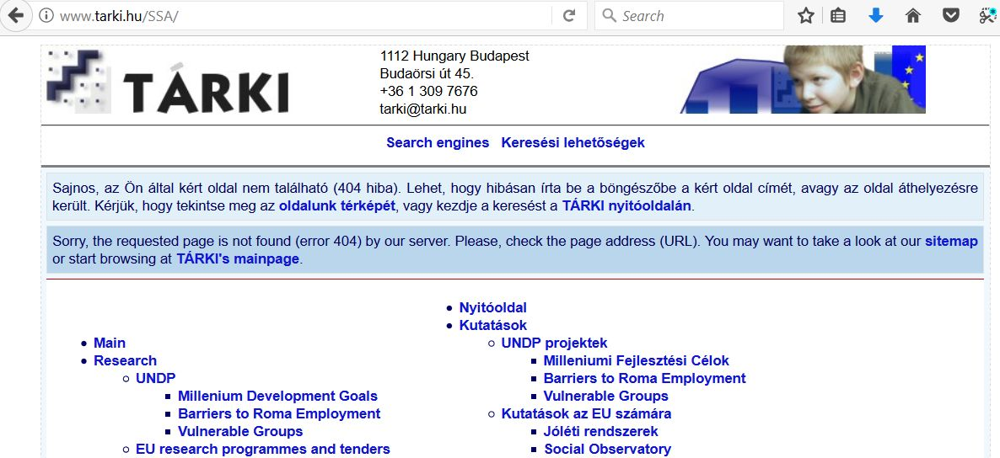 www.tarki.hu/SSA/
Search
TÁRKI
1112 Hungary Budapest
Budaörsi út 45.
+36 1 309 7676
tarki@tarki.hu
Search engines Keresési lehetőségek
Sajnos, az Ön által kért oldal nem található (404 hiba). Lehet, hogy hibásan írta be a böngészőbe a kért oldal címét, avagy az oldal áthelyezésre
került. Kérjük, hogy tekintse meg az oldalunk térképét, vagy kezdje a keresést a TÁRKI nyitóoldalán.
Sorry, the requested page is not found (error 404) by our server. Please, check the page address (URL). You may want to take a look at our sitemap
or start browsing at TÁRKI's mainpage.
Main
Research
UNDP
Millenium Development Goals
Barriers to Roma Employment
Vulnerable Groups
EU research programmes and tenders
Nyitóoldal
Kutatások
UNDP projektek
Milleniumi Fejlesztési Célok
Barriers to Roma Employment
Vulnerable Groups
Kutatások az EU számára
Jóléti rendszerek
Social Observatory